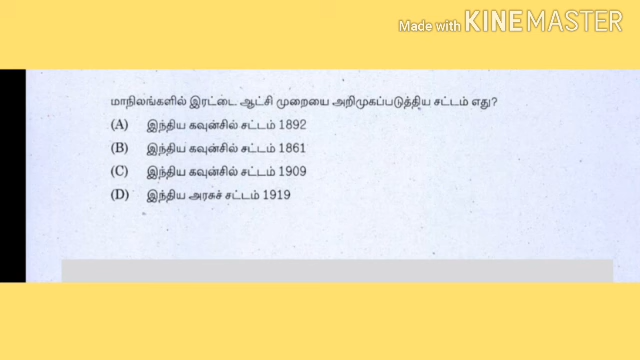 Made with KINEMASTER
மாநிலங்களில் இரட்டை ஆட்சி முறையை அறிமுகப்படுத்திய சட்டம் எது?
(A) இந்திய கவுன்சில் சட்டம் 1892
(B) இந்திய கவுன்சில் சட்டம் 1861
(C) இந்திய கவுன்சில் சட்டம் 1909
(D) இந்திய அரசுச் சட்டம் 1919